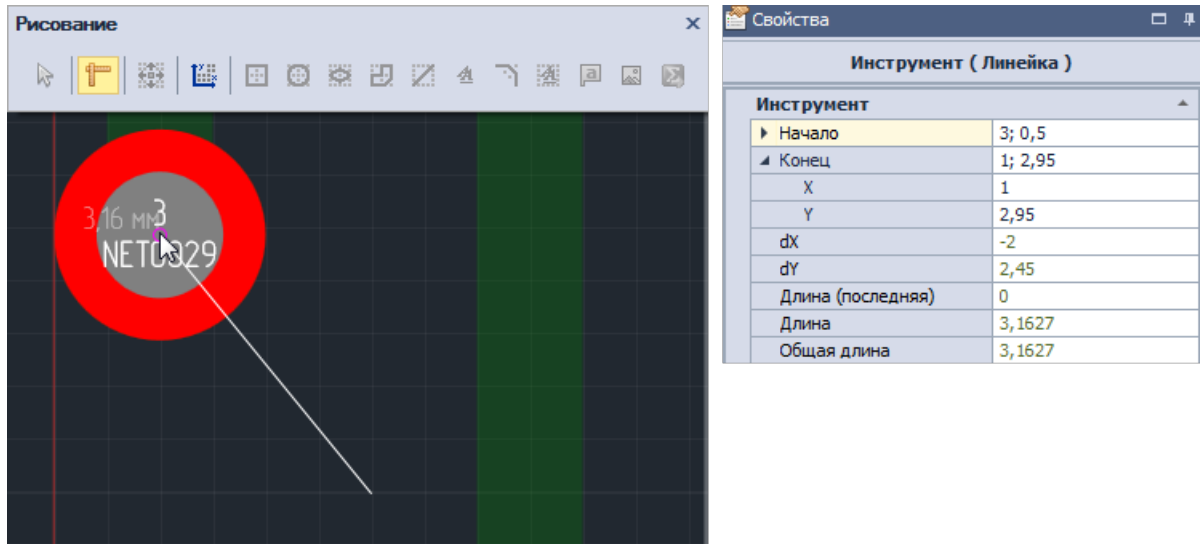 Рисование
3,16 мм
3
NET0029
Свойства
Инструмент ( Линейка )
Инструмент
Начало 3; 0,5
Конец 1; 2,95
X 1
Y 2,95
dX -2
dY 2,45
Длина (последняя) 0
Длина 3,1627
Общая длина 3,1627